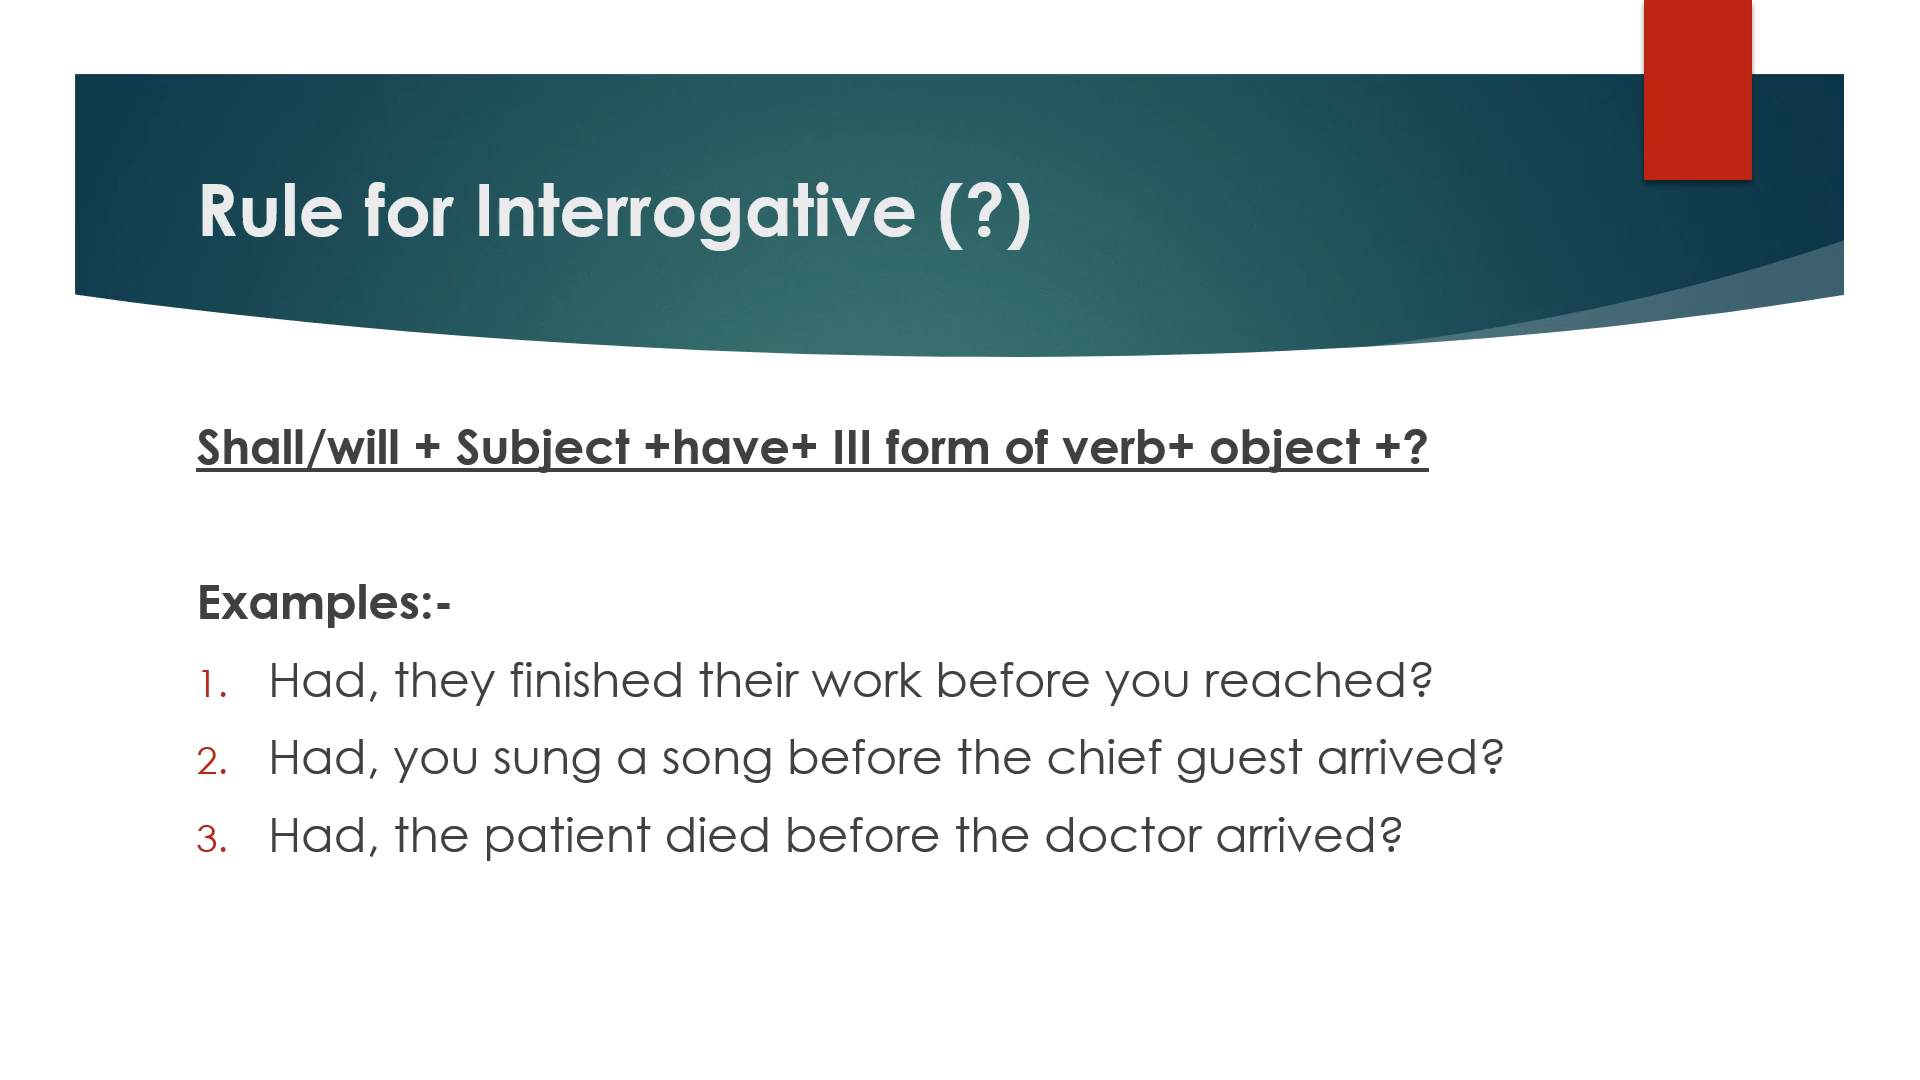 Rule for Interrogative (?)
Shall/will + Subject +have+ III form of verb+ object +?
Examples:-
1. Had, they finished their work before you reached?
2. Had, you sung a song before the chief guest arrived?
3. Had, the patient died before the doctor arrived?